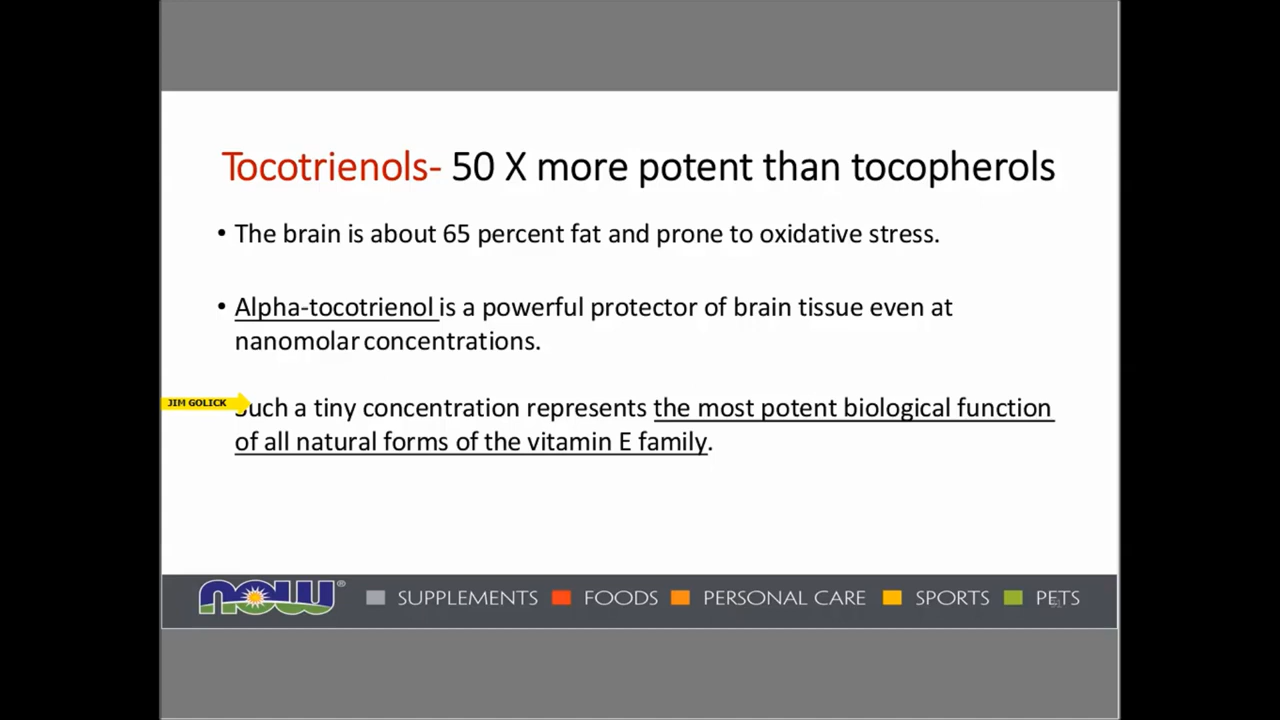 Tocotrienols- 50 X more potent than tocopherols
• The brain is about 65 percent fat and prone to oxidative stress.
• Alpha-tocotrienol is a powerful protector of brain tissue even at
nanomolar concentrations.
JIM GOLICK
Such a tiny concentration represents the most potent biological function
of all natural forms of the vitamin E family.
NOW® SUPPLEMENTS FOODS PERSONAL CARE SPORTS PETS